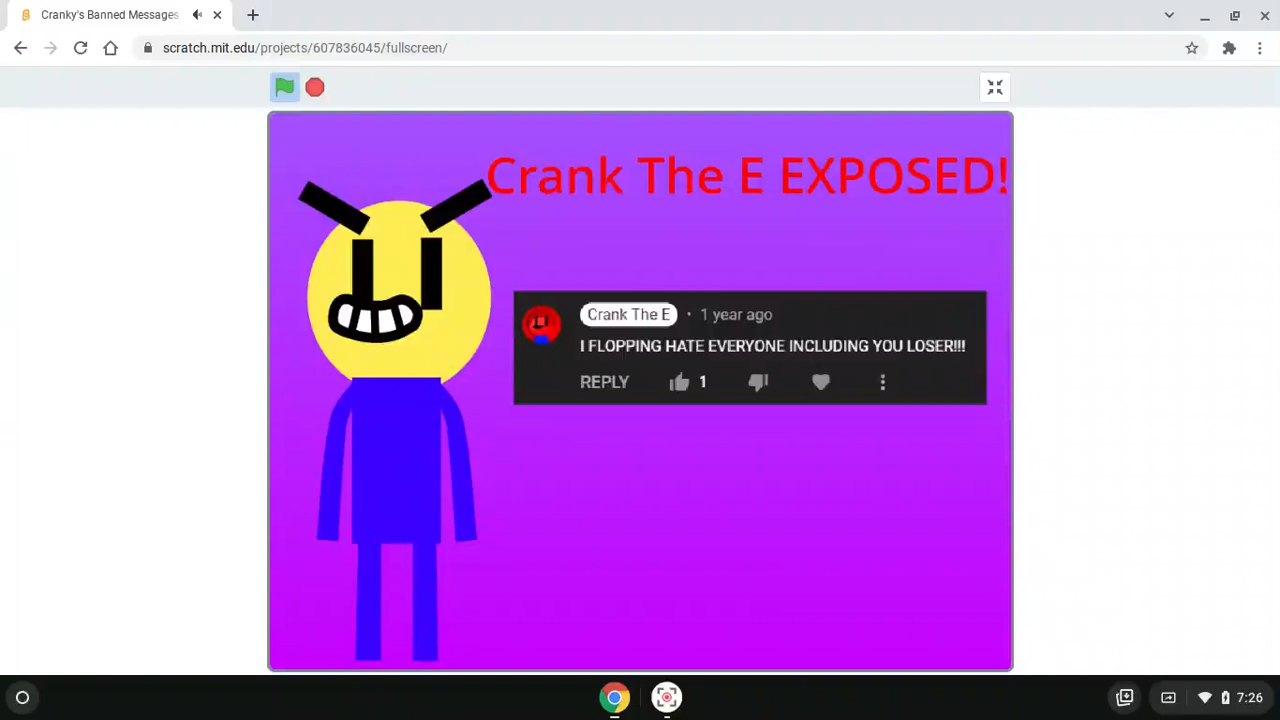 Cranky's Banned Messages
scratch.mit.edu/projects/607836045/fullscreen/
Crank The E EXPOSED!
Crank The E · 1 year ago
I FLOPPING HATE EVERYONE INCLUDING YOU LOSER!!!
REPLY 1
7:26